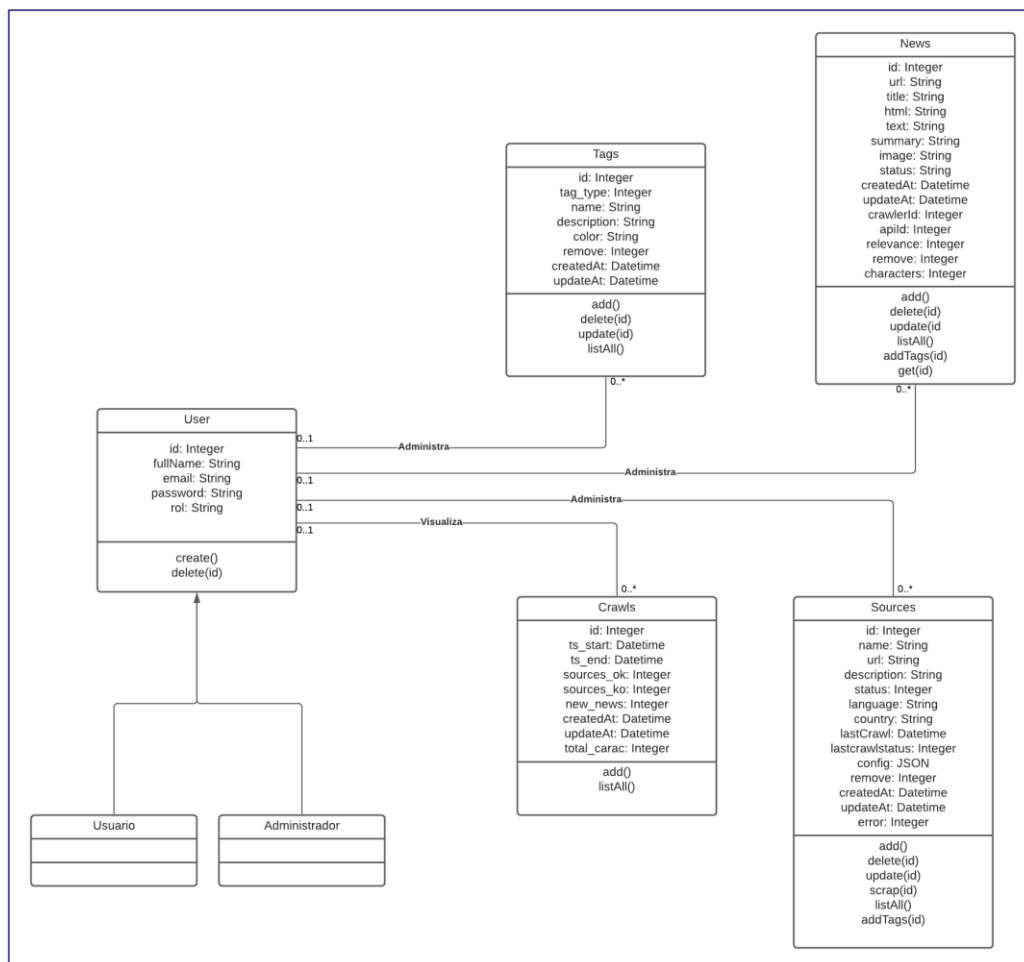 News
id: Integer
url: String
title: String
html: String
text: String
summary: String
image: String
status: String
createdAt: Datetime
updateAt: Datetime
crawlerId: Integer
apiId: Integer
relevance: Integer
remove: Integer
characters: Integer
add()
delete(id)
update(id
listAll()
addTags(id)
get(id)
0..*
Tags
id: Integer
tag_type: Integer
name: String
description: String
color: String
remove: Integer
createdAt: Datetime
updateAt: Datetime
add()
delete(id)
update(id)
listAll()
0..*
User
id: Integer
fullName: String
email: String
password: String
rol: String
create()
delete(id)
0..1
Administra
0..1
Administra
0..1
Administra
0..1
Visualiza
0..*
Crawls
id: Integer
ts_start: Datetime
ts_end: Datetime
sources_ok: Integer
sources_ko: Integer
new_news: Integer
createdAt: Datetime
updateAt: Datetime
total_carac: Integer
add()
listAll()
0..*
Sources
id: Integer
name: String
url: String
description: String
status: Integer
language: String
country: String
lastCrawl: Datetime
lastcrawlstatus: Integer
config: JSON
remove: Integer
createdAt: Datetime
updateAt: Datetime
error: Integer
add()
delete(id)
update(id)
scrap(id)
listAll()
addTags(id)
Usuario
Administrador